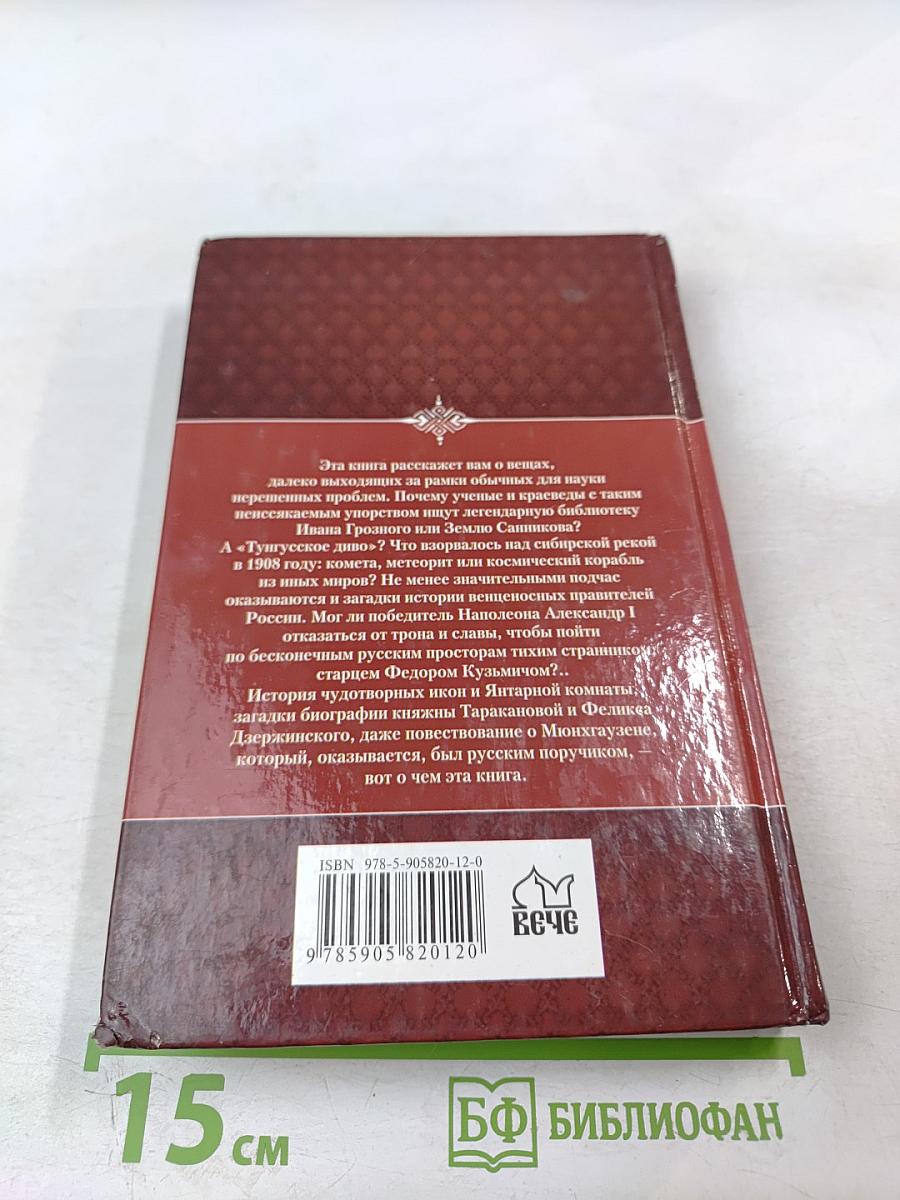 Эта книга расскажет вам о вещах,
далеко выходящих за рамки обычных для науки
нерешенных проблем. Почему ученые и краеведы с таким
неиссякаемым упорством ищут легендарную библиотеку
Ивана Грозного или Землю Санникова?
А «Тунгусское диво»? Что взорвалось над сибирской рекой
в 1908 году: комета, метеорит или космический корабль
из иных миров? Не менее значительными подчас
оказываются и загадки истории венценосных правителей
России. Мог ли победитель Наполеона Александр I
отказаться от трона и славы, чтобы пойти
по бесконечным русским просторам тихим странником,
старцем Федором Кузьмичом?..
История чудотворных икон и Янтарной комнаты,
загадки биографии княжны Таракановой и Феликса
Дзержинского, даже повествование о Мюнхгаузене,
который, оказывается, был русским поручиком, —
вот о чем эта книга.
ISBN 978-5-905820-12-0
9 785905 820120
ВЕЧЕ
15 см
БФ БИБЛИОФАН